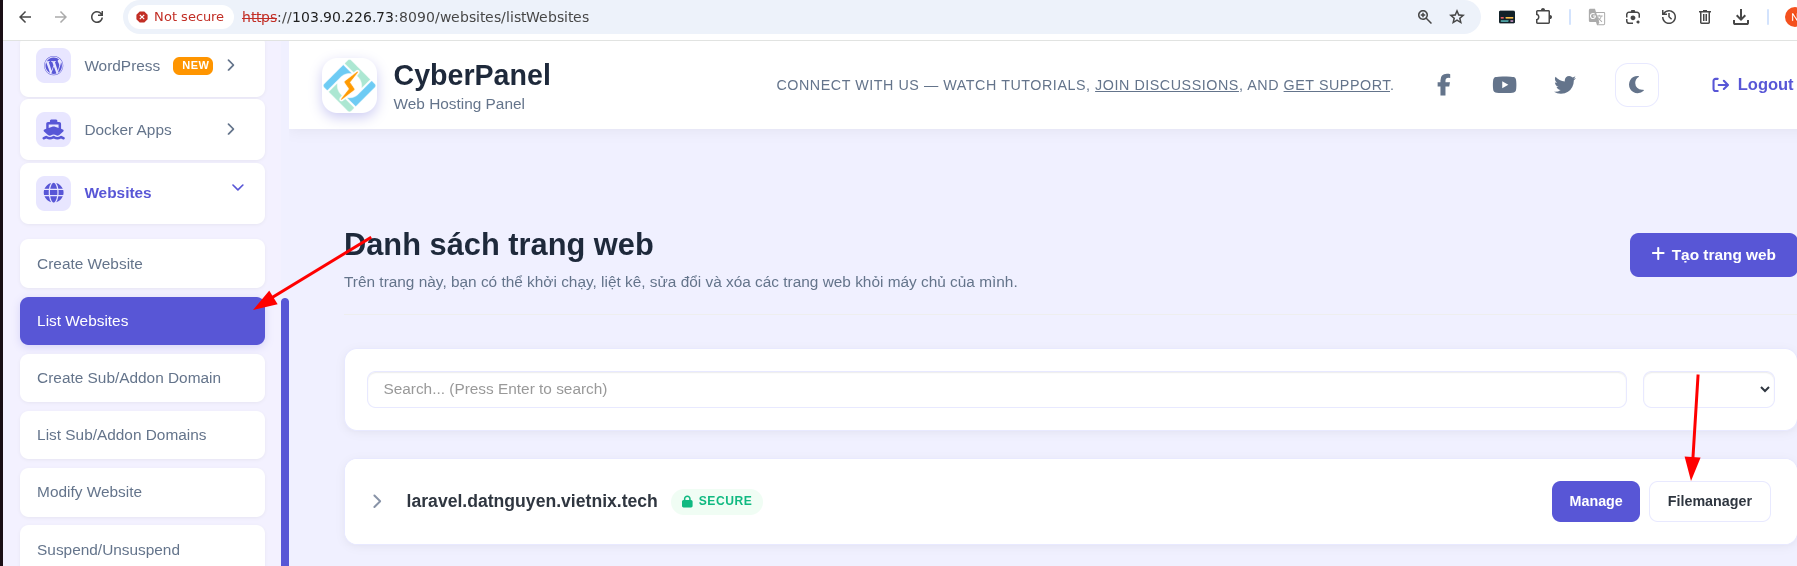 Not secure https://103.90.226.73:8090/websites/listWebsites
WordPress NEW
Docker Apps
Websites
Create Website
List Websites
Create Sub/Addon Domain
List Sub/Addon Domains
Modify Website
Suspend/Unsuspend
CyberPanel
Web Hosting Panel
CONNECT WITH US — WATCH TUTORIALS, JOIN DISCUSSIONS, AND GET SUPPORT.
Logout
Danh sách trang web
Trên trang này, bạn có thể khởi chạy, liệt kê, sửa đổi và xóa các trang web khỏi máy chủ của mình.
Tạo trang web
Search... (Press Enter to search)
laravel.datnguyen.vietnix.tech SECURE
Manage Filemanager